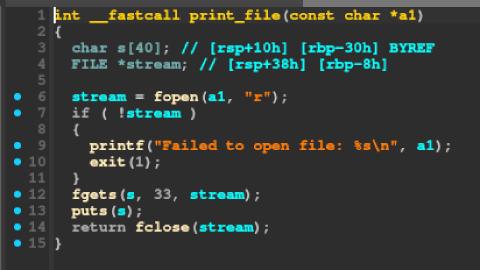 1 int __fastcall print_file(const char *a1)
2 {
3 char s[40]; // [rsp+10h] [rbp-30h] BYREF
4 FILE *stream; // [rsp+38h] [rbp-8h]
5
6 stream = fopen(a1, "r");
7 if ( !stream )
8 {
9 printf("Failed to open file: %s\n", a1);
10 exit(1);
11 }
12 fgets(s, 33, stream);
13 puts(s);
14 return fclose(stream);
15 }